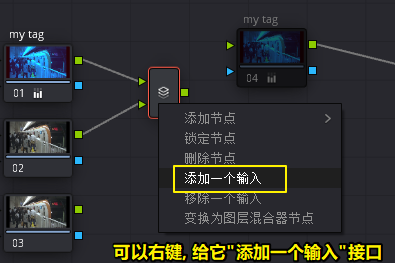 my tag
my tag
01
04
添加节点
锁定节点
删除节点
02
添加一个输入
移除一个输入
变换为图层混合器节点
03
可以右键, 给它"添加一个输入"接口